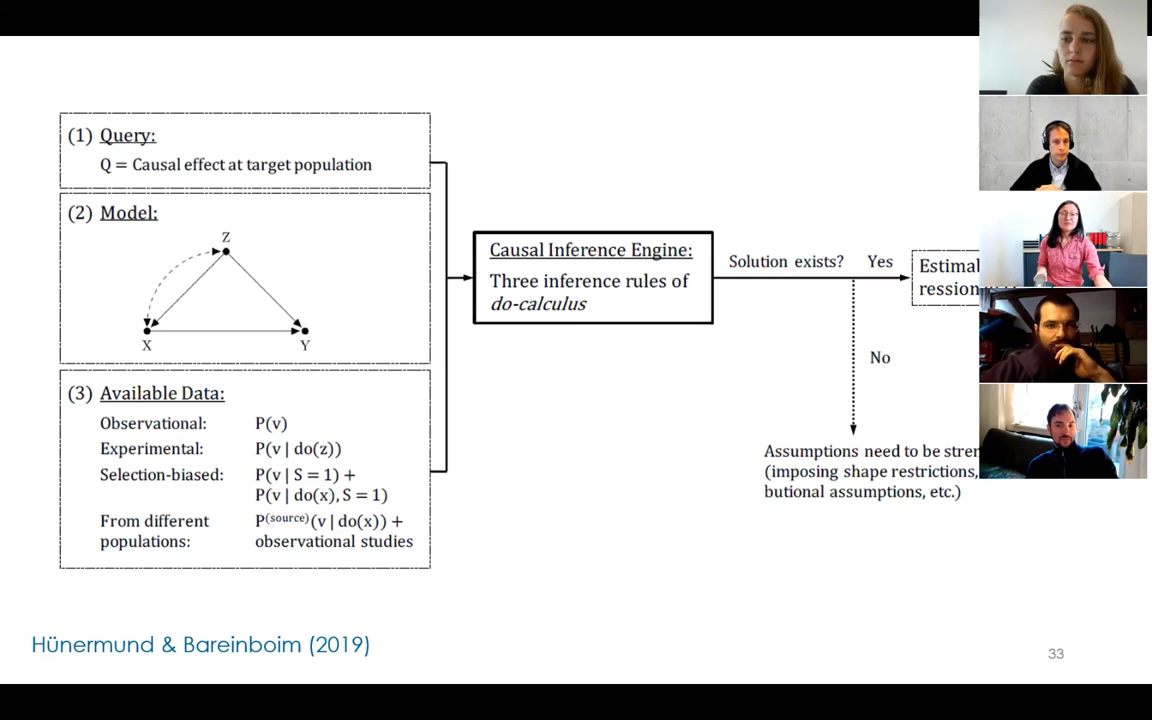 (1) Query:
Q = Causal effect at target population
(2) Model:
Z
X
Y
(3) Available Data:
Observational: P(v)
Experimental: P(v | do(z))
Selection-biased: P(v | S = 1) +
P(v | do(x), S = 1)
From different P(source)(v | do(x)) +
populations: observational studies
Causal Inference Engine:
Three inference rules of
do-calculus
Solution exists? Yes
No
Assumptions need to be
(imposing shape restrictions,
butional assumptions, etc.)
Hünermund & Bareinboim (2019)
33